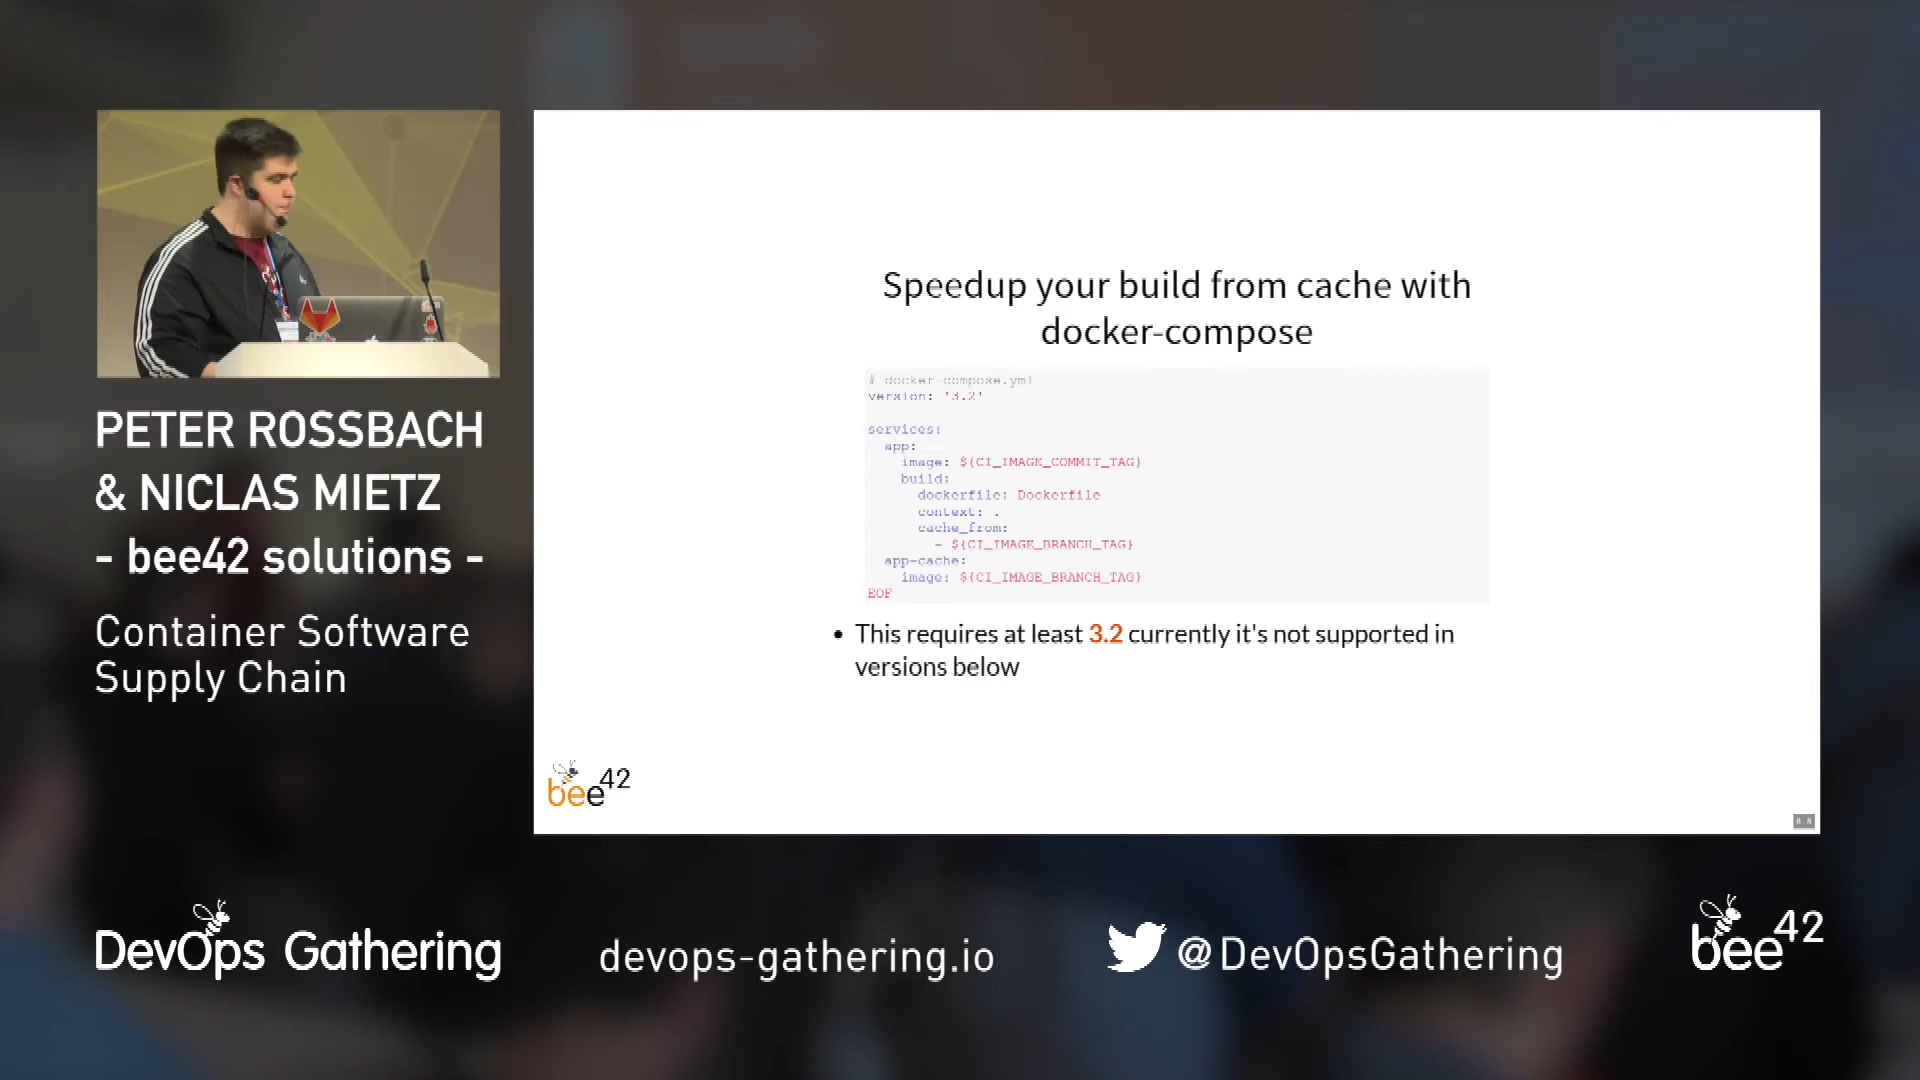 PETER ROSSBACH
& NICLAS MIETZ
- bee42 solutions -
Container Software
Supply Chain
Speedup your build from cache with
docker-compose
# docker-compose.yml
version: '3.2'
services:
app:
image: ${CI_IMAGE_COMMIT_TAG}
build:
dockerfile: Dockerfile
context: .
cache_from:
- ${CI_IMAGE_BRANCH_TAG}
app-cache:
image: ${CI_IMAGE_BRANCH_TAG}
EOF
• This requires at least 3.2 currently it's not supported in
versions below
bee42
DevOps Gathering
devops-gathering.io
@DevOpsGathering
bee42